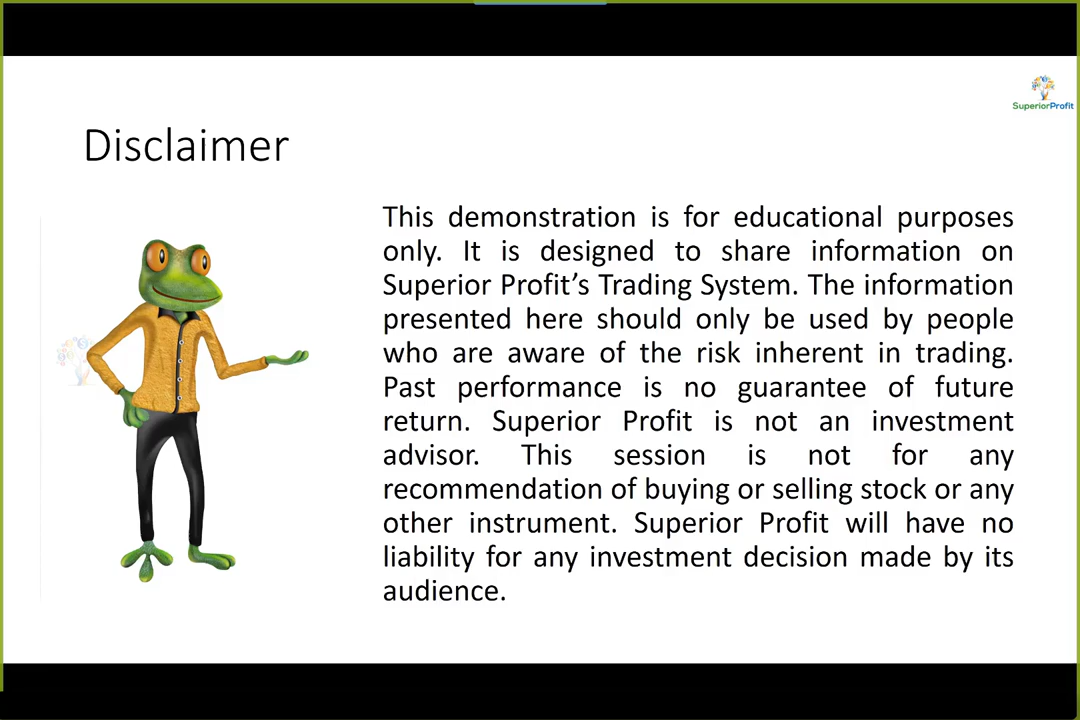 SuperiorProfit
Disclaimer
This demonstration is for educational purposes
only. It is designed to share information on
Superior Profit’s Trading System. The information
presented here should only be used by people
who are aware of the risk inherent in trading.
Past performance is no guarantee of future
return. Superior Profit is not an investment
advisor. This session is not for any
recommendation of buying or selling stock or any
other instrument. Superior Profit will have no
liability for any investment decision made by its
audience.